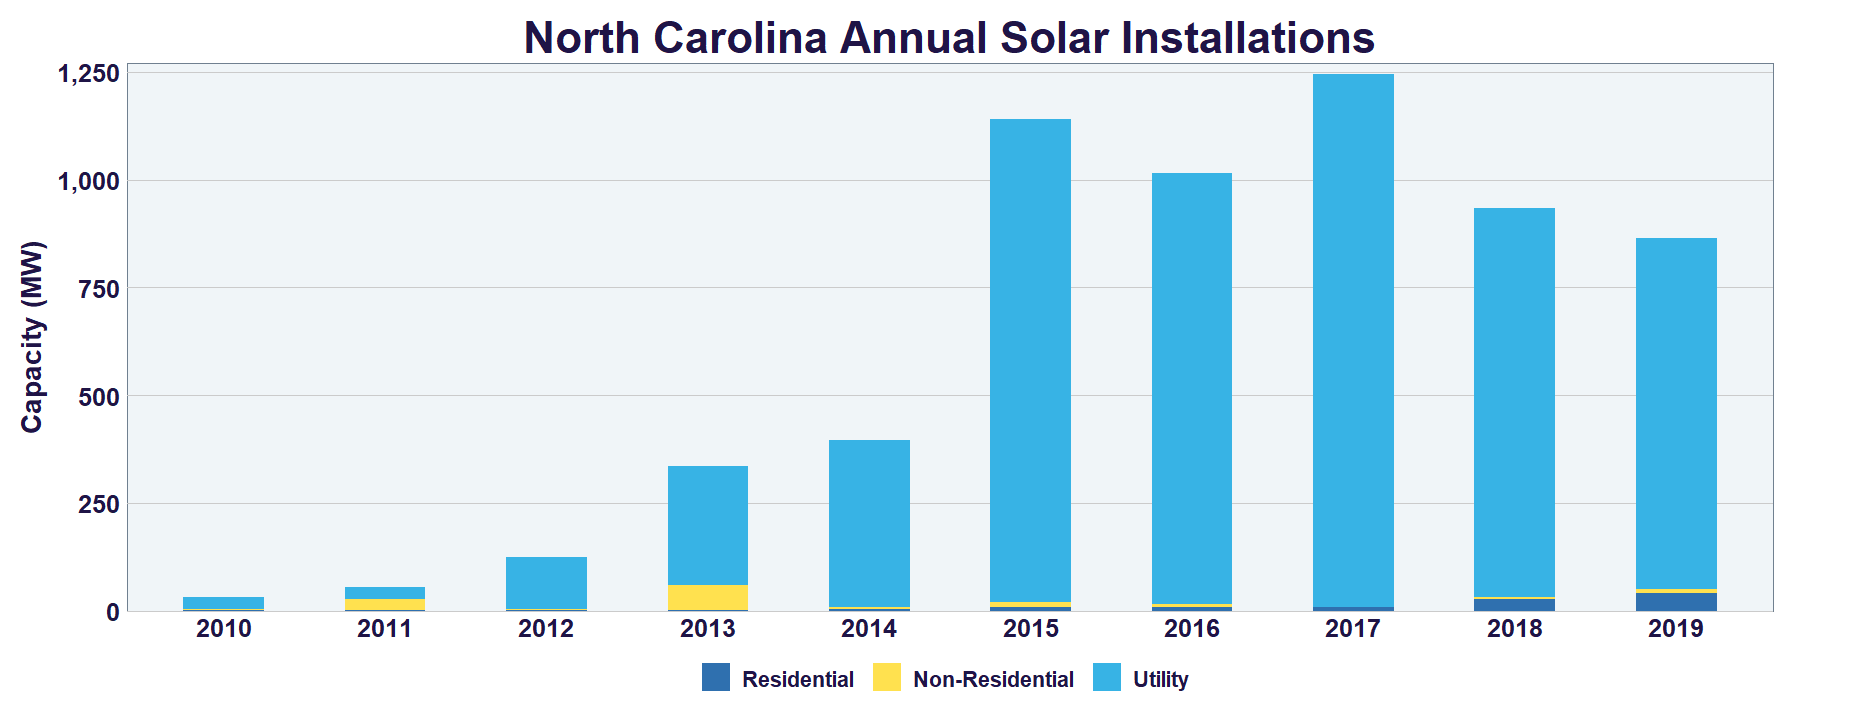 North Carolina Annual Solar Installations
Capacity (MW)
1,250
1,000
750
500
250
0
2010 2011 2012 2013 2014 2015 2016 2017 2018 2019
Residential Non-Residential Utility